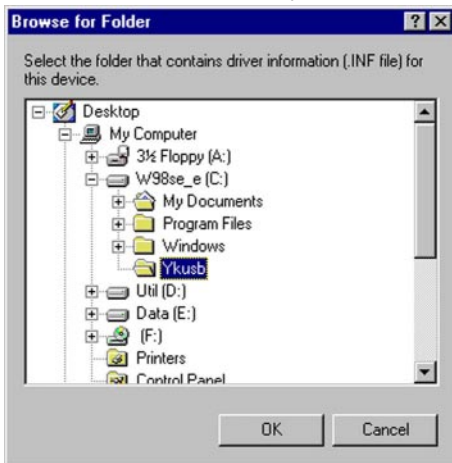 Browse for Folder
Select the folder that contains driver information (.INF file) for
this device.
Desktop
My Computer
3½ Floppy (A:)
W98se_e (C:)
My Documents
Program Files
Windows
Ykusb
Util (D:)
Data (E:)
(F:)
Printers
Control Panel
OK Cancel